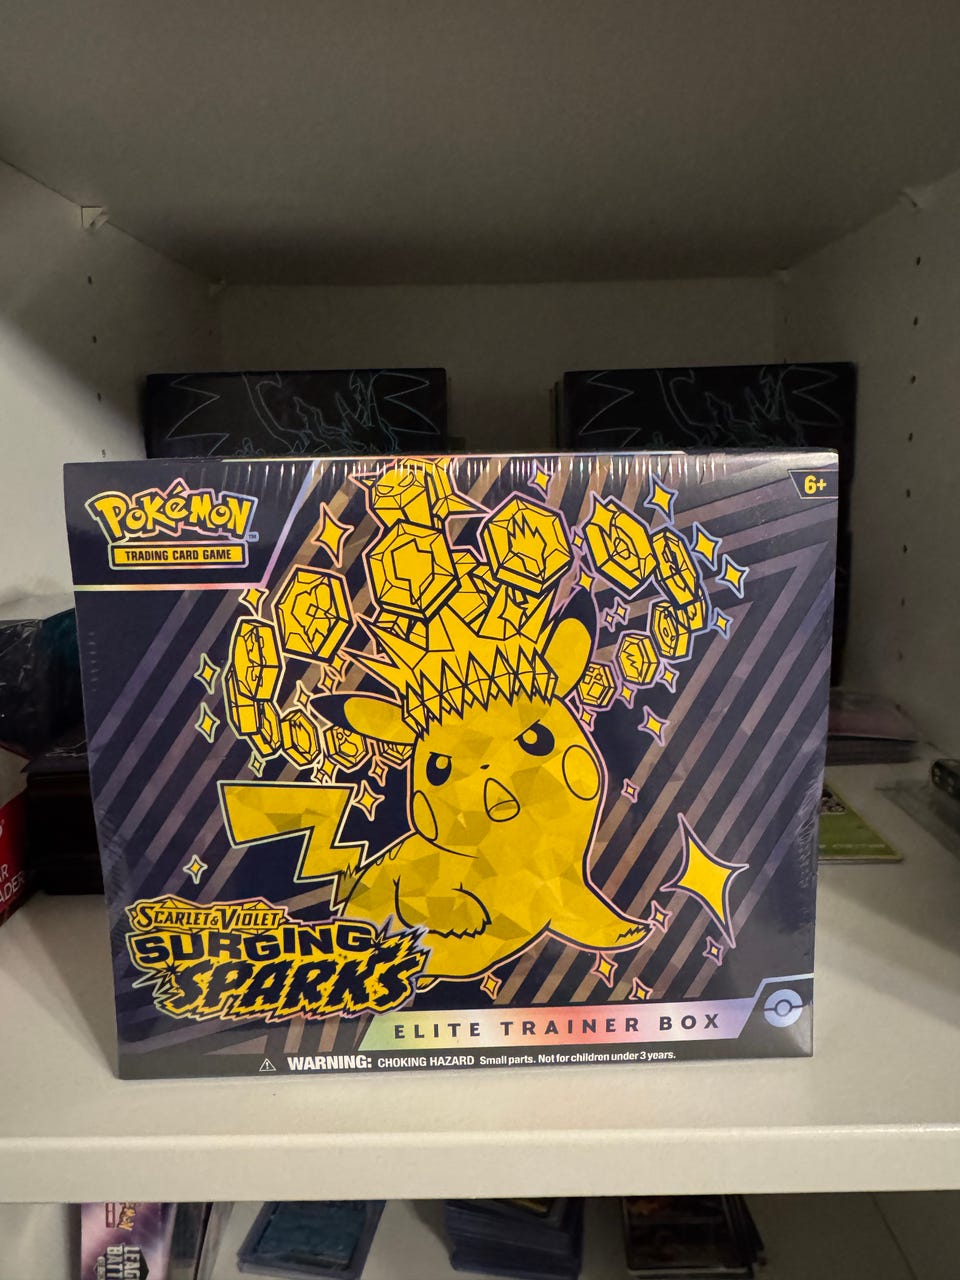 POKéMON
TM
TRADING CARD GAME
6+
SCARLET & VIOLET
SURGING
SPARKS
ELITE TRAINER BOX
WARNING: CHOKING HAZARD Small parts. Not for children under 3 years.